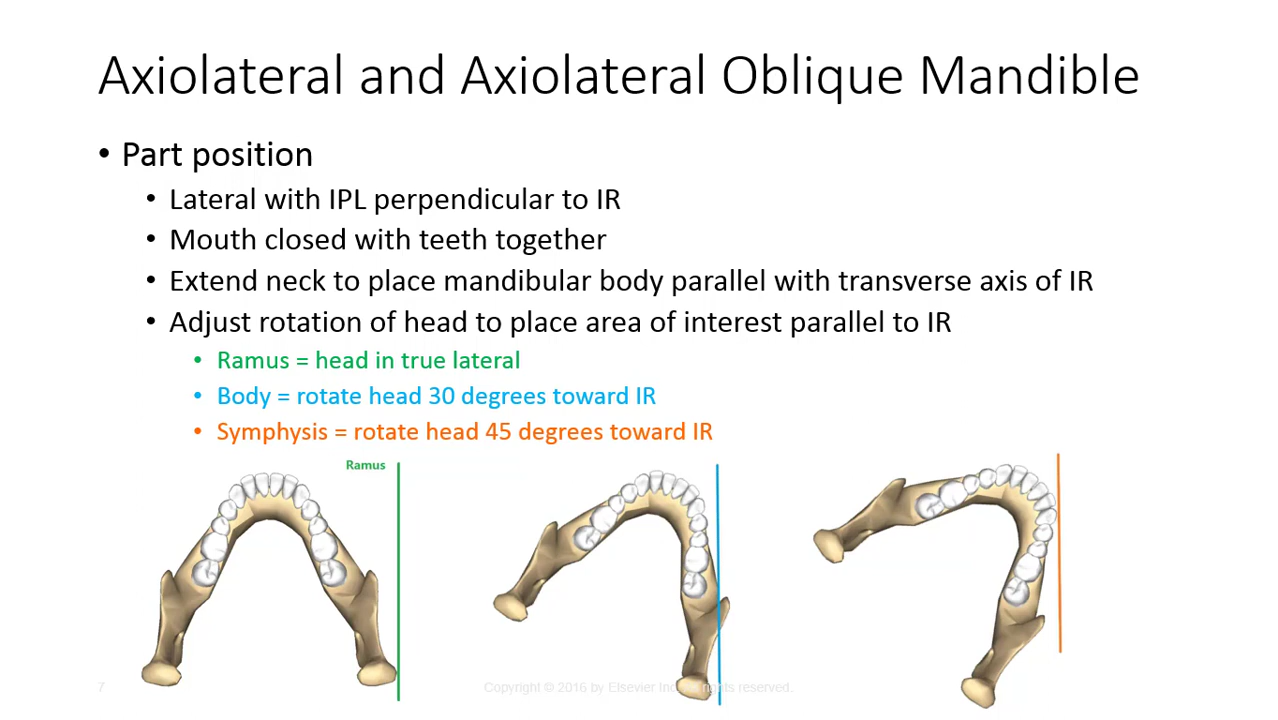 Axiolateral and Axiolateral Oblique Mandible
• Part position
• Lateral with IPL perpendicular to IR
• Mouth closed with teeth together
• Extend neck to place mandibular body parallel with transverse axis of IR
• Adjust rotation of head to place area of interest parallel to IR
• Ramus = head in true lateral
• Body = rotate head 30 degrees toward IR
• Symphysis = rotate head 45 degrees toward IR
Ramus
7
Copyright © 2016 by Elsevier Inc. All rights reserved.